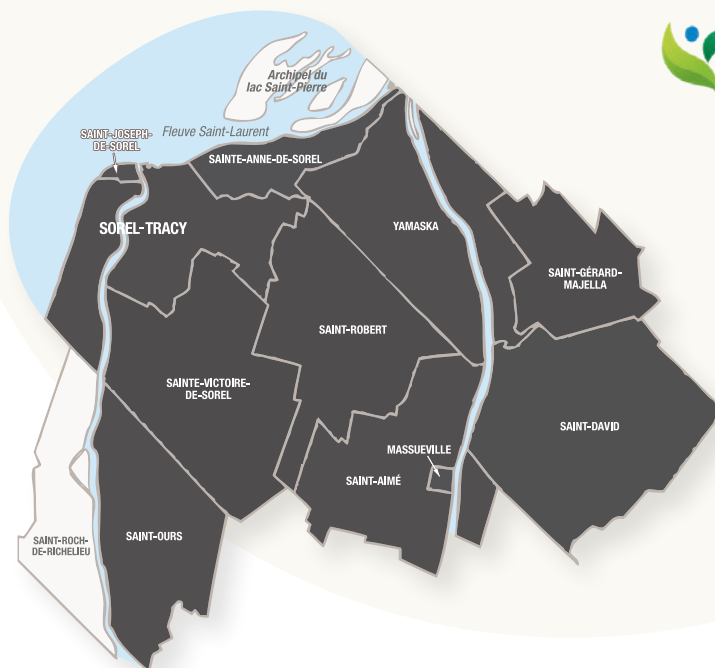 Archipel du
lac Saint-Pierre
Fleuve Saint-Laurent
SAINT-JOSEPH-
DE-SOREL
SAINTE-ANNE-DE-SOREL
SOREL-TRACY
YAMASKA
SAINT-GÉRARD-
MAJELLA
SAINT-ROBERT
SAINTE-VICTOIRE-
DE-SOREL
SAINT-DAVID
MASSUEVILLE
SAINT-AIMÉ
SAINT-OURS
SAINT-ROCH-
DE-RICHELIEU